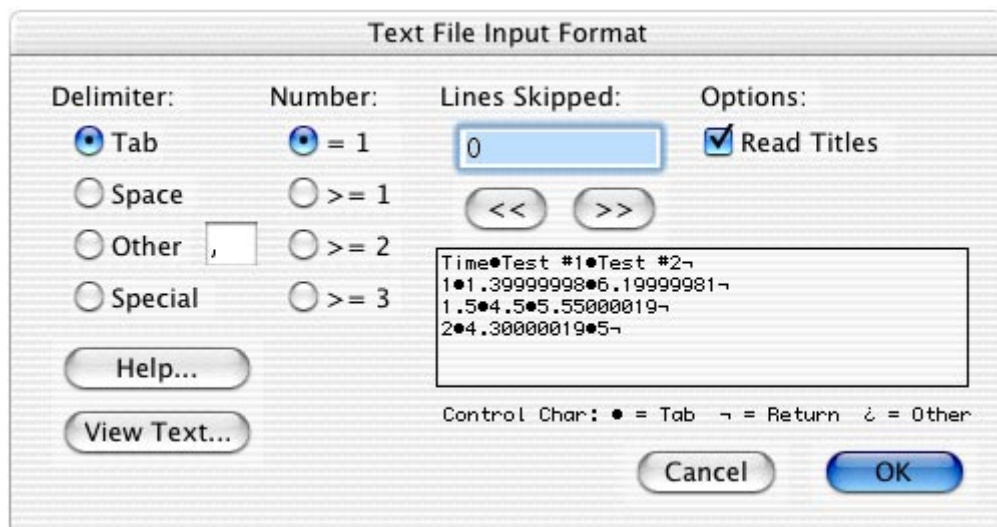 Text File Input Format
Delimiter: Number: Lines Skipped: Options:
Tab = 1 0 Read Titles
Space >= 1 << >>
Other , >= 2
Special >= 3
Time●Test #1●Test #2¬
1●1.39999998●6.19999981¬
1.5●4.5●5.55000019¬
2●4.30000019●5¬
Help...
Control Char: ● = Tab ¬ = Return ¿ = Other
View Text...
Cancel OK